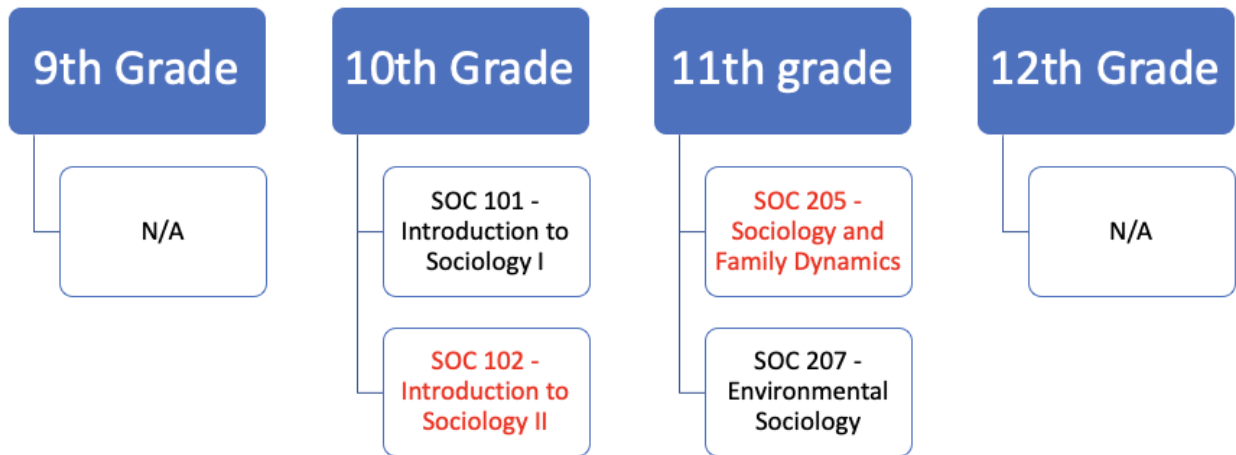 9th Grade
N/A
10th Grade
SOC 101 -
Introduction to
Sociology I
SOC 102 -
Introduction to
Sociology II
11th grade
SOC 205 -
Sociology and
Family Dynamics
SOC 207 -
Environmental
Sociology
12th Grade
N/A